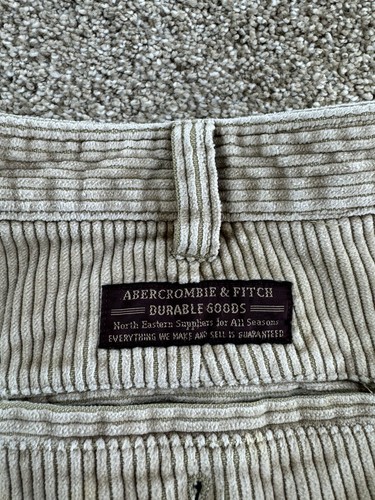 ABERCROMBIE & FITCH
DURABLE GOODS
North Eastern Suppliers for All Seasons
EVERYTHING WE MAKE AND SELL IS GUARANTEED